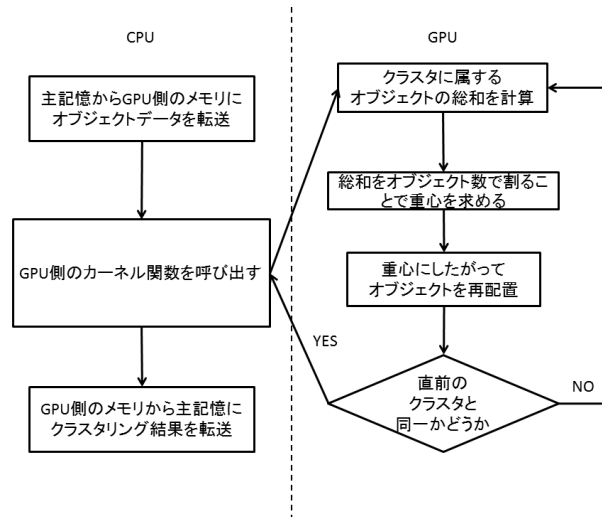 CPU
主記憶からGPU側のメモリに
オブジェクトデータを転送
GPU側のカーネル関数を呼び出す
GPU側のメモリから主記憶に
クラスタリング結果を転送
GPU
クラスタに属する
オブジェクトの総和を計算
総和をオブジェクト数で割るこ
とで重心を求める
重心にしたがって
オブジェクトを再配置
直前の
クラスタと
同一かどうか
YES
NO